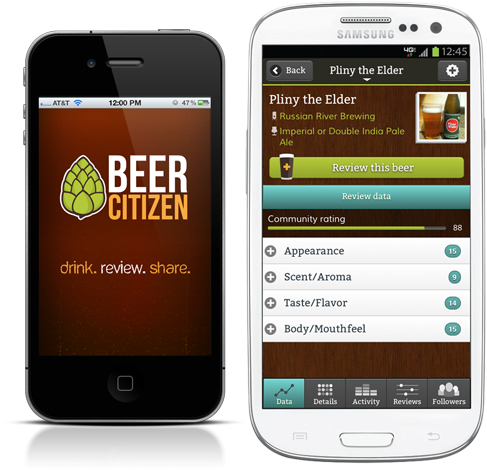 AT&T 12:00 PM 47%
BEER
CITIZEN
drink. review. share.
SAMSUNG
4G 12:45
Back Pliny the Elder
Pliny the Elder
Russian River Brewing
Imperial or Double India Pale
Ale
Review this beer
Review data
Community rating 88
Appearance 15
Scent/Aroma 9
Taste/Flavor 14
Body/Mouthfeel 15
Data Details Activity Reviews Followers